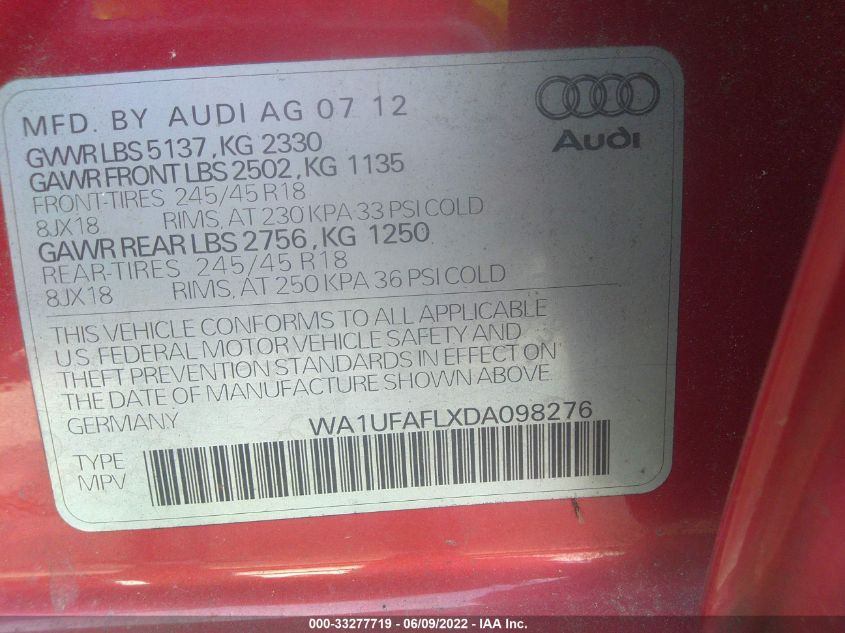 MFD. BY AUDI AG 07 12
Audi
GVWR LBS 5137, KG 2330
GAWR FRONT LBS 2502, KG 1135
FRONT-TIRES 245/45 R18
8JX18 RIMS, AT 230 KPA 33 PSI COLD
GAWR REAR LBS 2756, KG 1250
REAR-TIRES 245/45 R18
8JX18 RIMS, AT 250 KPA 36 PSI COLD
THIS VEHICLE CONFORMS TO ALL APPLICABLE
U.S. FEDERAL MOTOR VEHICLE SAFETY AND
THEFT PREVENTION STANDARDS IN EFFECT ON
THE DATE OF MANUFACTURE SHOWN ABOVE.
GERMANY WA1UFAFLXDA098276
TYPE
MPV
000-33277719 - 06/09/2022 - IAA Inc.